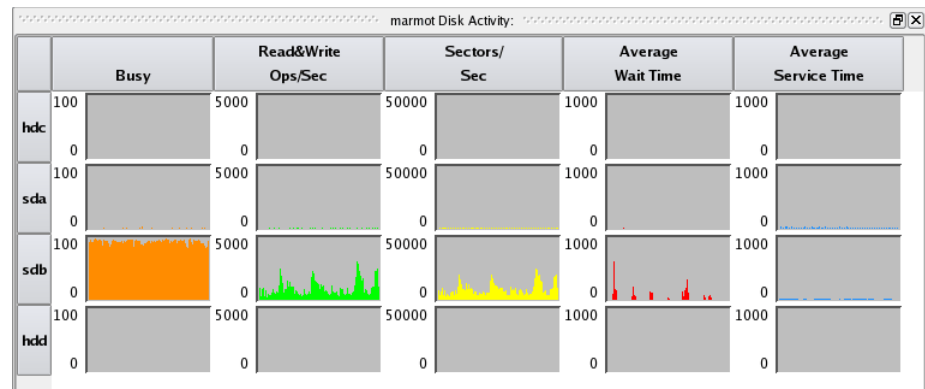 marmot Disk Activity:
Busy
Read&Write Ops/Sec
Sectors/ Sec
Average Wait Time
Average Service Time
hdc
100 5000 50000 1000 1000
0 0 0 0 0
sda
100 5000 50000 1000 1000
0 0 0 0 0
sdb
100 5000 50000 1000 1000
0 0 0 0 0
hdd
100 5000 50000 1000 1000
0 0 0 0 0